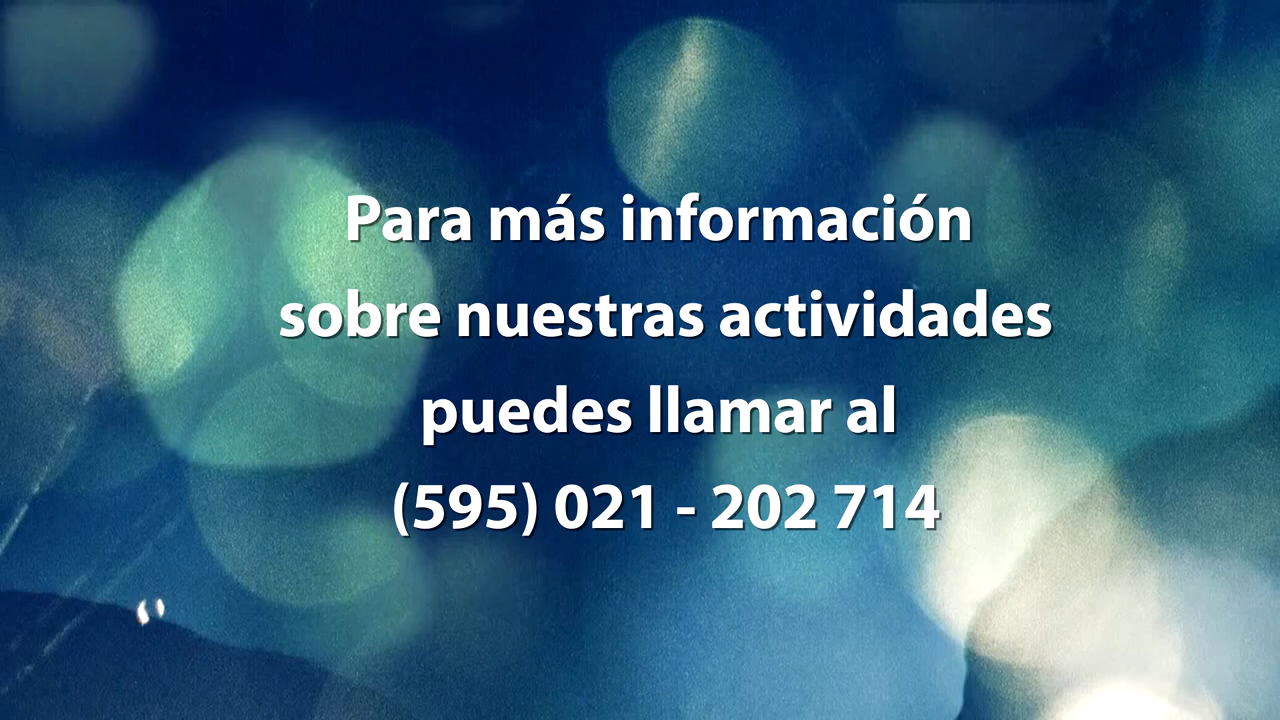 Para más información
sobre nuestras actividades
puedes llamar al
(595) 021 - 202 714